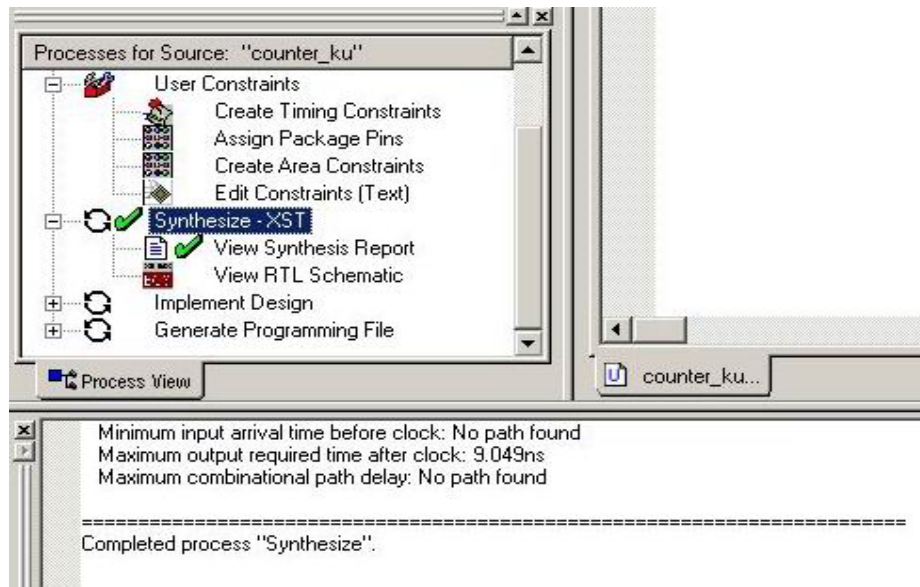 Processes for Source: "counter_ku"
User Constraints
Create Timing Constraints
Assign Package Pins
Create Area Constraints
Edit Constraints (Text)
Synthesize - XST
View Synthesis Report
View RTL Schematic
Implement Design
Generate Programming File
Process View
counter_ku...
Minimum input arrival time before clock: No path found
Maximum output required time after clock: 9.049ns
Maximum combinational path delay: No path found
=========================================================================
Completed process "Synthesize".